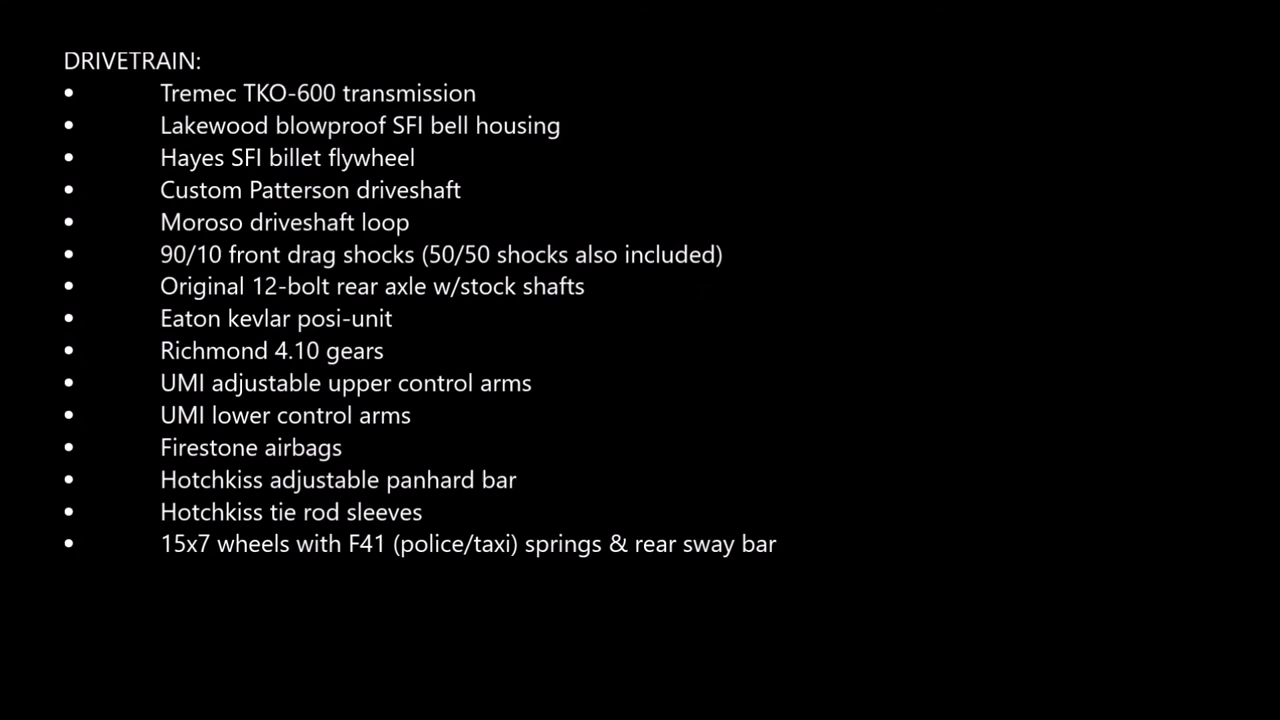 DRIVETRAIN:
• Tremec TKO-600 transmission
• Lakewood blowproof SFI bell housing
• Hayes SFI billet flywheel
• Custom Patterson driveshaft
• Moroso driveshaft loop
• 90/10 front drag shocks (50/50 shocks also included)
• Original 12-bolt rear axle w/stock shafts
• Eaton kevlar posi-unit
• Richmond 4.10 gears
• UMI adjustable upper control arms
• UMI lower control arms
• Firestone airbags
• Hotchkiss adjustable panhard bar
• Hotchkiss tie rod sleeves
• 15x7 wheels with F41 (police/taxi) springs & rear sway bar